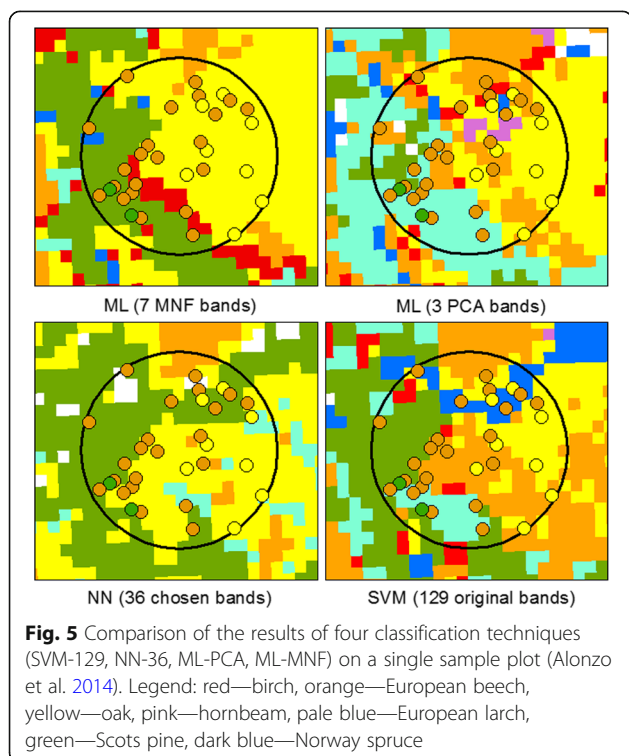 ML (7 MNF bands)
ML (3 PCA bands)
NN (36 chosen bands)
SVM (129 original bands)
Fig. 5 Comparison of the results of four classification techniques
(SVM-129, NN-36, ML-PCA, ML-MNF) on a single sample plot (Alonzo
et al. 2014). Legend: red—birch, orange—European beech,
yellow—oak, pink—hornbeam, pale blue—European larch,
green—Scots pine, dark blue—Norway spruce